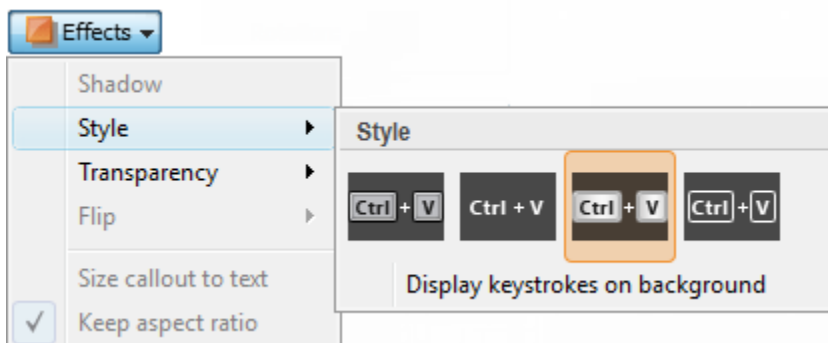 Effects
Shadow
Style
Transparency
Flip
Size callout to text
Keep aspect ratio
Style
Ctrl + V Ctrl + V Ctrl + V Ctrl + V
Display keystrokes on background